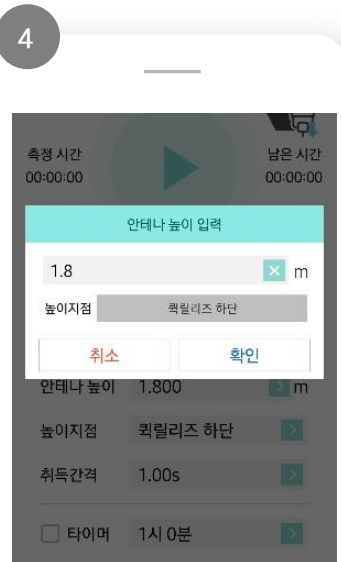 4
측정 시간
남은 시간
00:00:00
00:00:00
안테나 높이 입력
1.8 m
높이지점 퀵릴리즈 하단
취소 확인
안테나 높이 1.800 m
높이지점 퀵릴리즈 하단
취득간격 1.00s
타이머 1시 0분